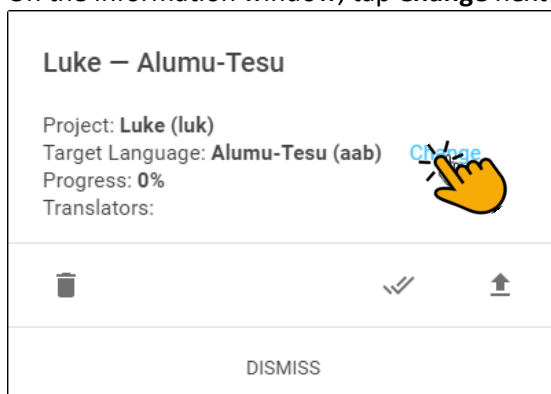 On the information window, tap Change next
Luke — Alumu-Tesu
Project: Luke (luk)
Target Language: Alumu-Tesu (aab) Change
Progress: 0%
Translators:
DISMISS